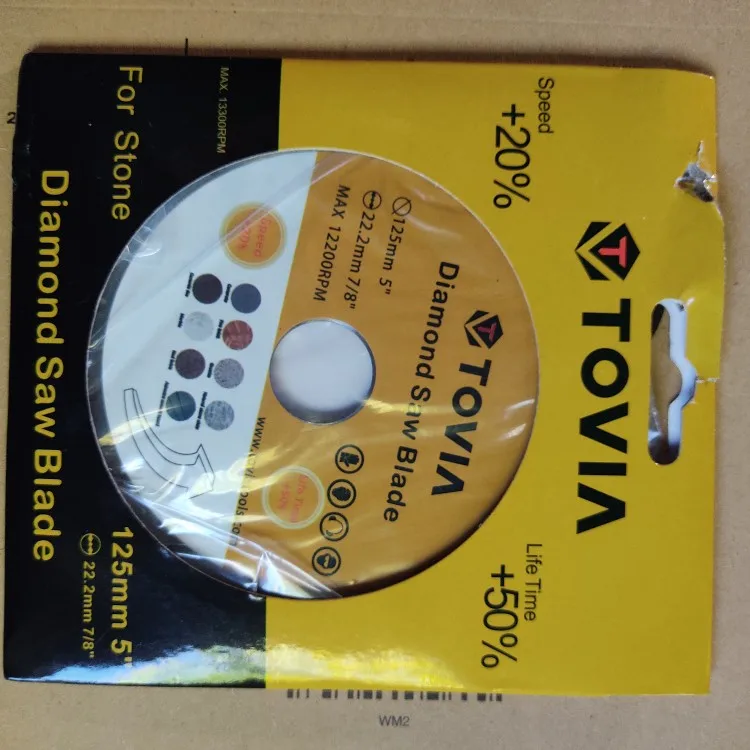 Speed
+20%
TOVIA
Life Time
+50%
T
TOVIA
Diamond Saw Blade
125mm 5"
22.2mm 7/8"
MAX 12200RPM
MAX. 13300RPM
For Stone
125mm 5"
22.2mm 7/8"
Diamond Saw Blade
WM2
2